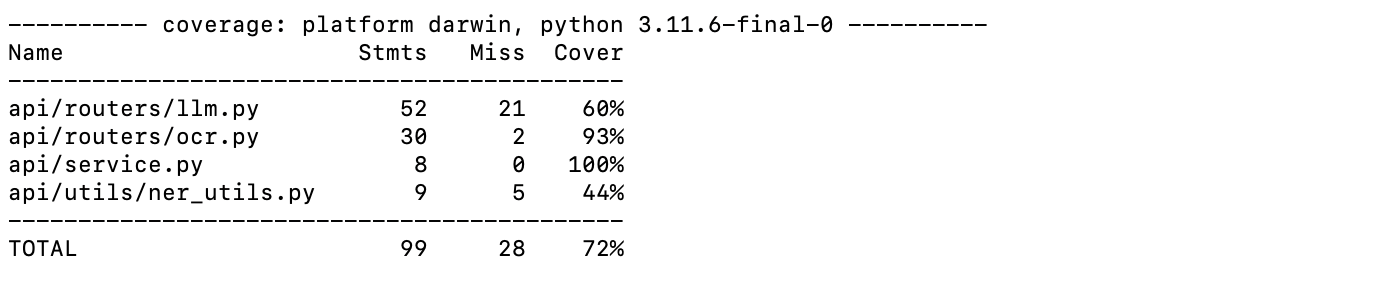 ---------- coverage: platform darwin, python 3.11.6-final-0 ----------
Name                     Stmts   Miss  Cover
--------------------------------------------
api/routers/llm.py          52     21    60%
api/routers/ocr.py          30      2    93%
api/service.py               8      0   100%
api/utils/ner_utils.py       9      5    44%
--------------------------------------------
TOTAL                       99     28    72%